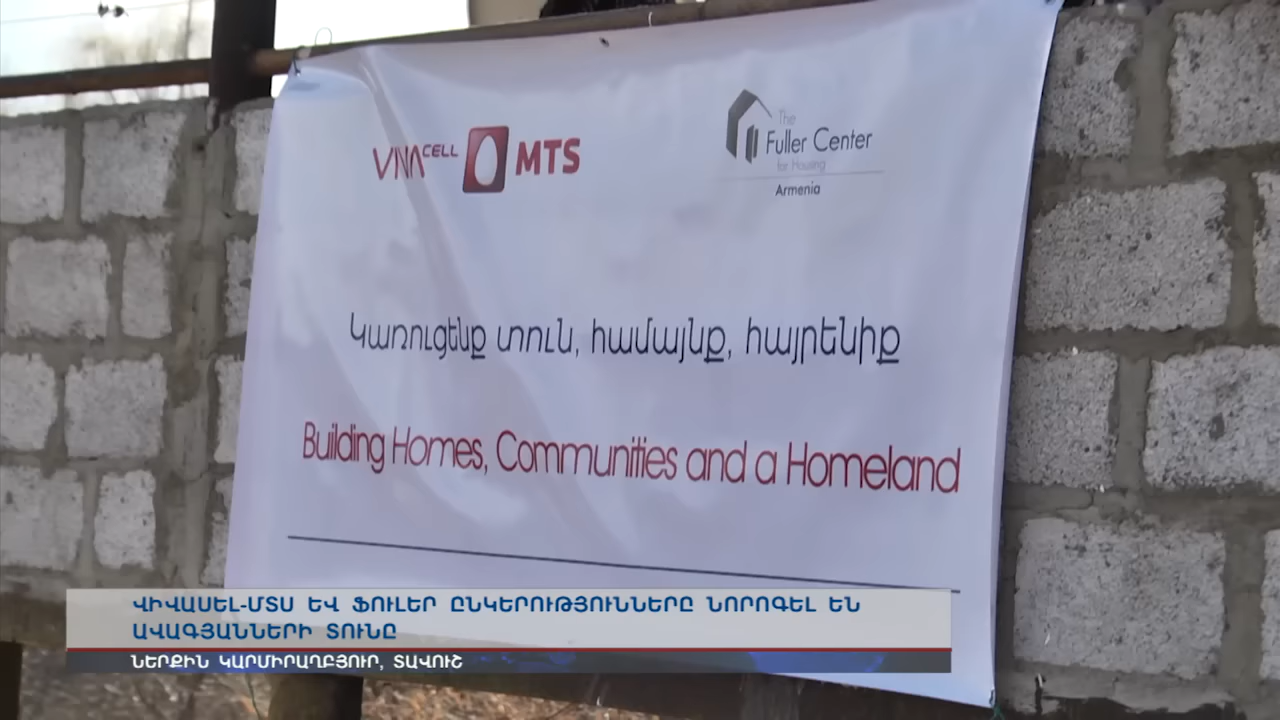 VIVACELL MTS
The
Fuller Center
for Housing
Armenia
Կառուցենք տուն, համայնք, հայրենիք
Building Homes, Communities and a Homeland
ՎԻՎԱՍԵԼ-ՄՏՍ ԵՎ ՖՈՒԼԵՐ ԸՆԿԵՐՈՒԹՅՈՒՆՆԵՐԸ ՆՈՐՈԳԵԼ ԵՆ
ԱՎԱԳՅԱՆՆԵՐԻ ՏՈՒՆԸ
ՆԵՐՔԻՆ ԿԱՐՄԻՐԱՂԲՅՈՒՐ, ՏԱՎՈՒՇ